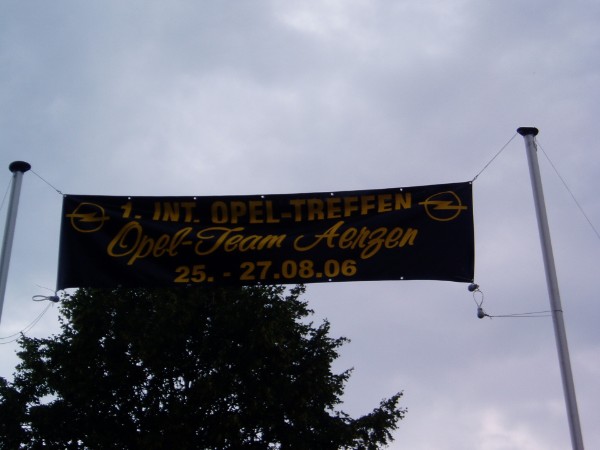 1. INT. OPEL-TREFFEN
Opel-Team Aerzen
25. - 27.08.06